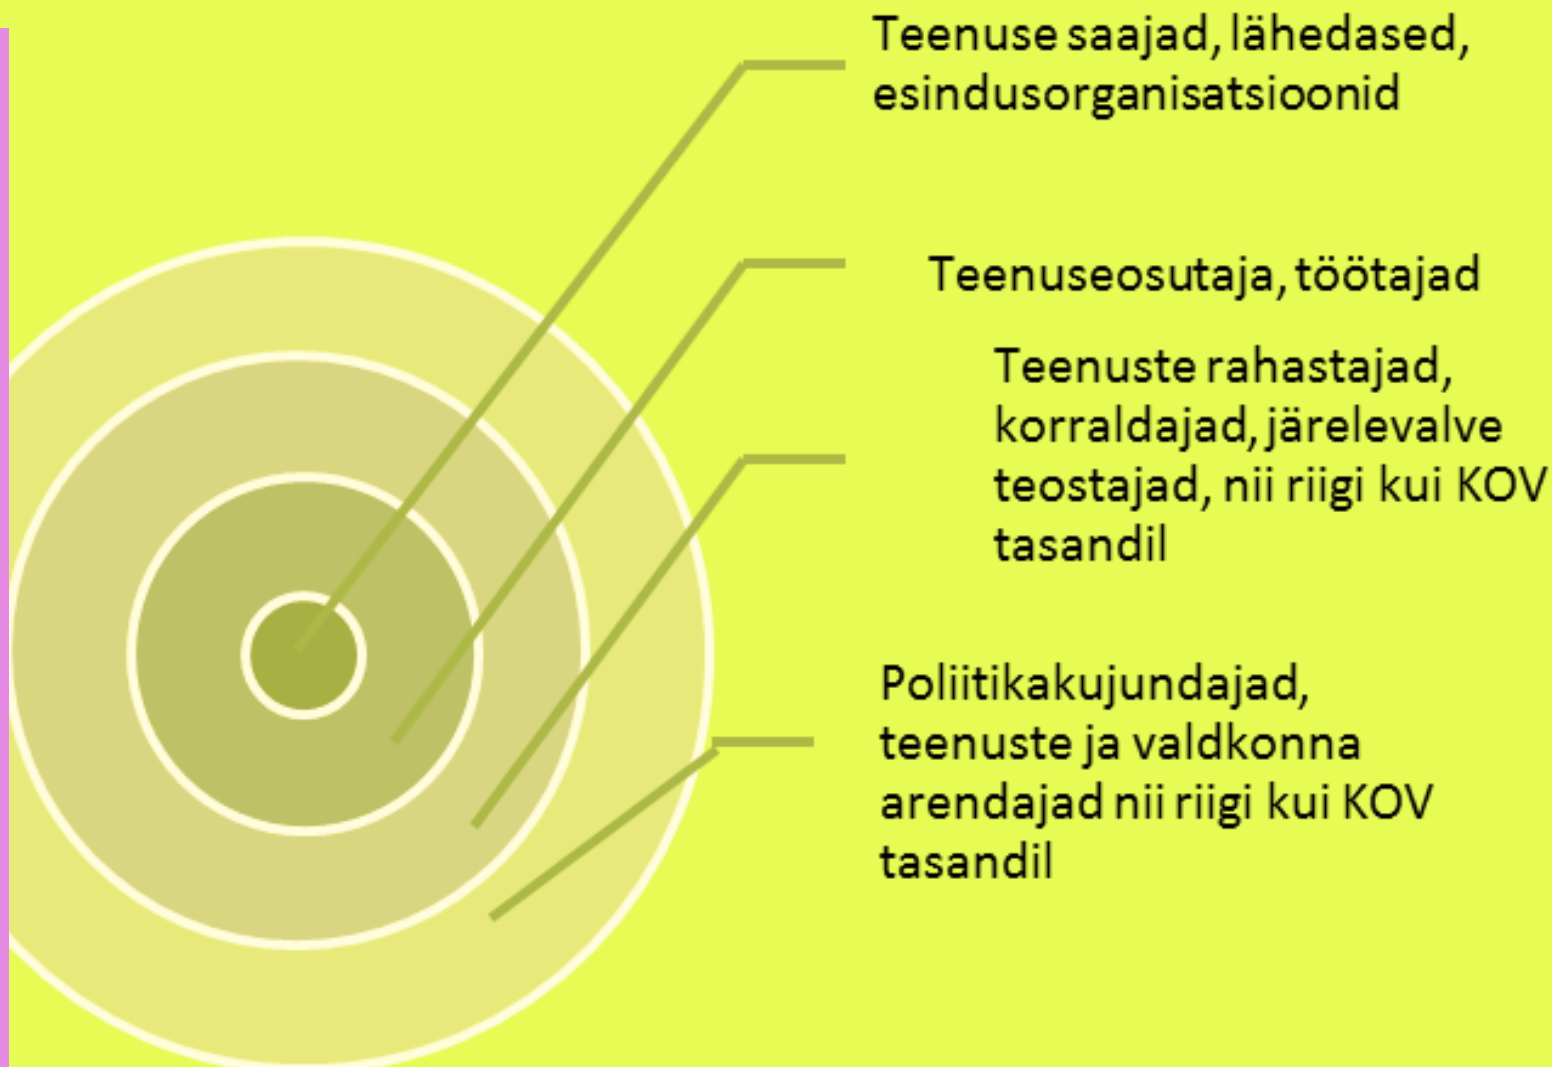 Teenuse saajad, lähedased,
esindusorganisatsioonid
Teenuseosutaja, töötajad
Teenuste rahastajad,
korraldajad, järelevalve
teostajad, nii riigi kui KOV
tasandil
Poliitikakujundajad,
teenuste ja valdkonna
arendajad nii riigi kui KOV
tasandil